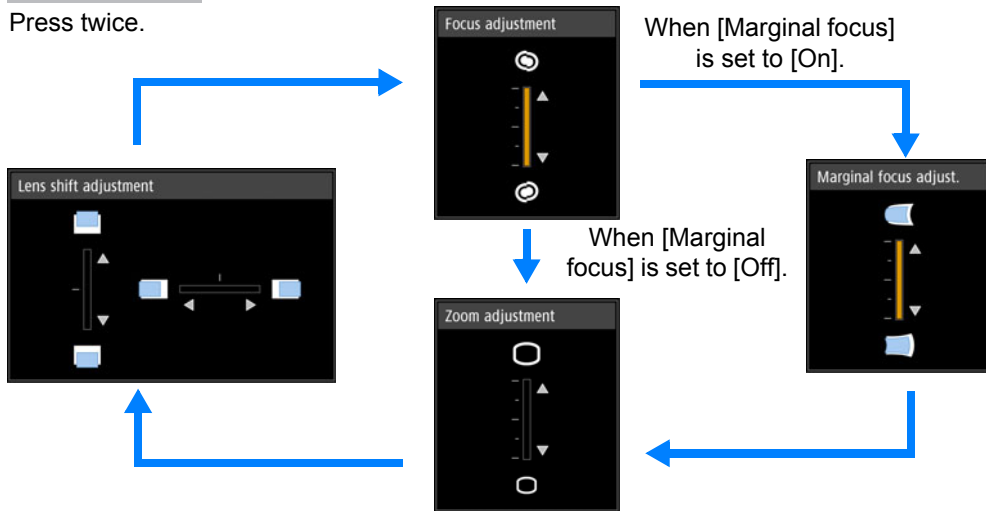 Press twice.
Focus adjustment
When [Marginal focus]
is set to [On].
Lens shift adjustment
Marginal focus adjust.
When [Marginal
focus] is set to [Off].
Zoom adjustment